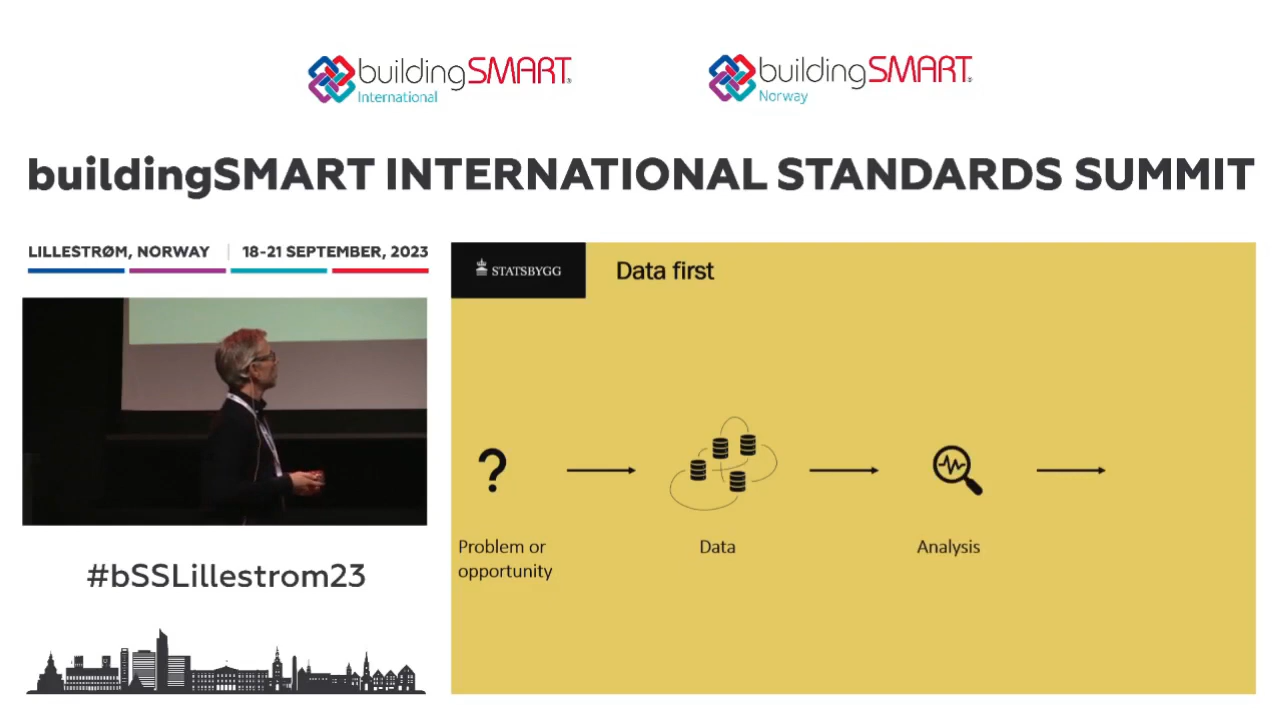 buildingSMART
International
buildingSMART
Norway
buildingSMART INTERNATIONAL STANDARDS SUMMIT
LILLESTRØM, NORWAY | 18-21 SEPTEMBER, 2023
STATSBYGG
Data first
?
Problem or
opportunity
Data
Analysis
#bSSLillestrom23